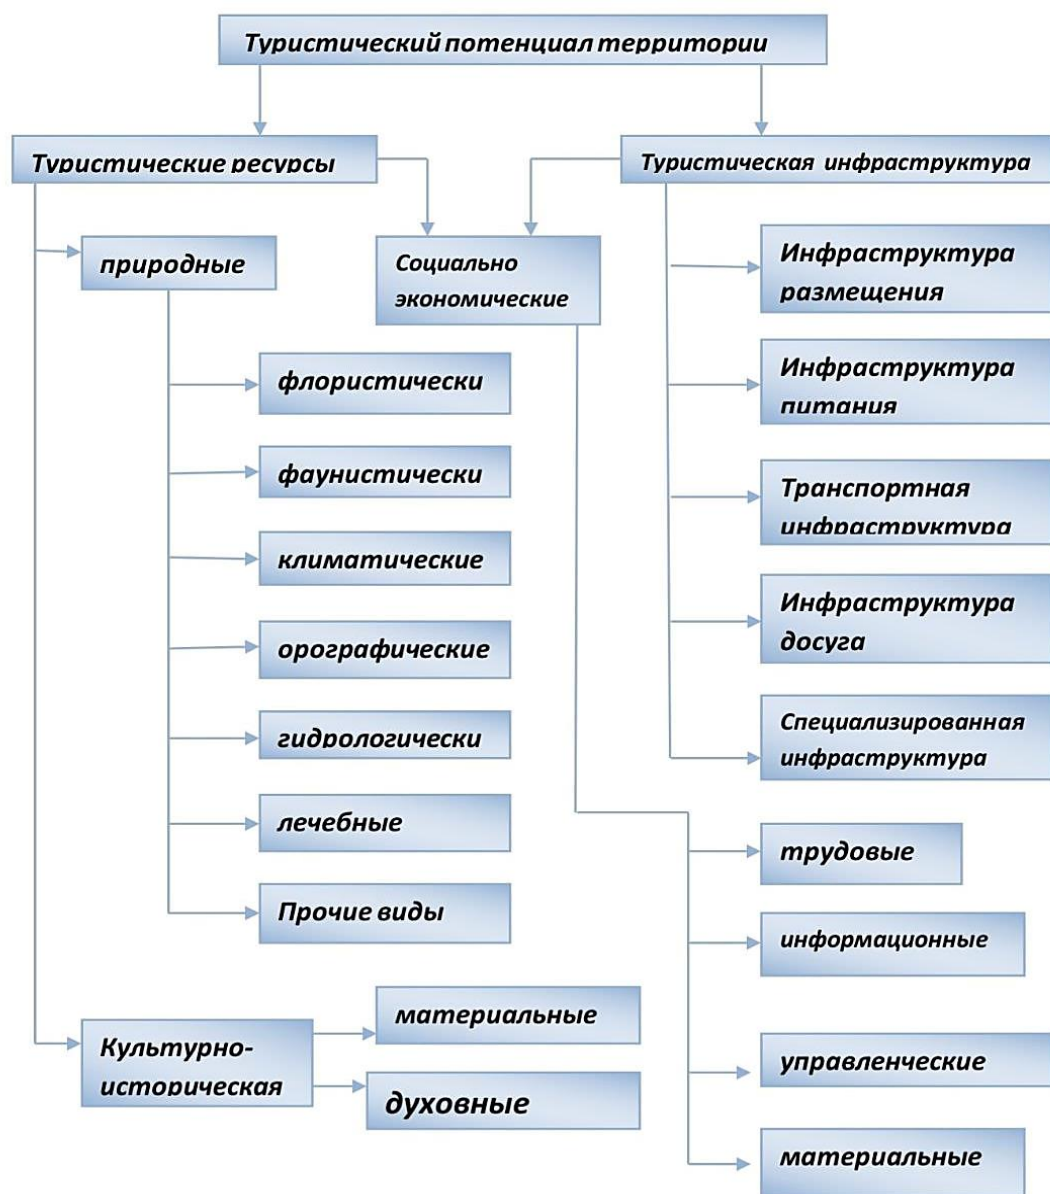 Туристический потенциал территории
Туристические ресурсы
Туристическая инфраструктура
природные
Социально
экономические
Инфраструктура
размещения
флористически
Инфраструктура
питания
фаунистически
Транспортная
инфраструктура
климатические
орографические
Инфраструктура
досуга
гидрологически
Специализированная
инфраструктура
лечебные
трудовые
Прочие виды
информационные
материальные
Культурно-
историческая
духовные
управленческие
материальные